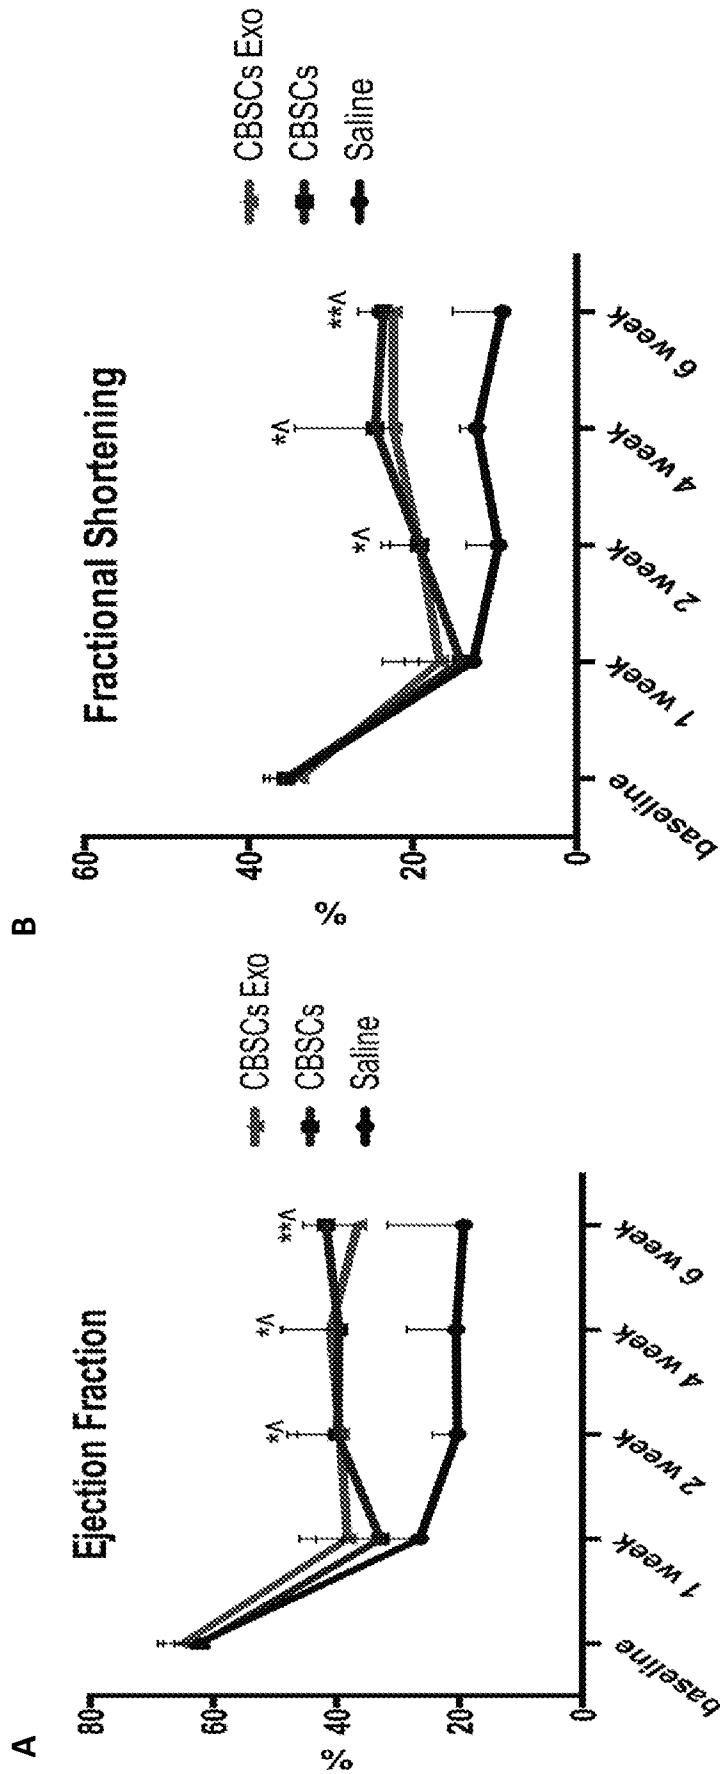 A
Ejection Fraction
80
60
40
20
0
%
V*
V*
**V
baseline
1 week
2 week
4 week
6 week
CBSCs Exo
CBSCs
Saline
B
Fractional Shortening
60
40
20
0
%
*V
*V
**V
baseline
1 week
2 week
4 week
6 week
CBSCs Exo
CBSCs
Saline